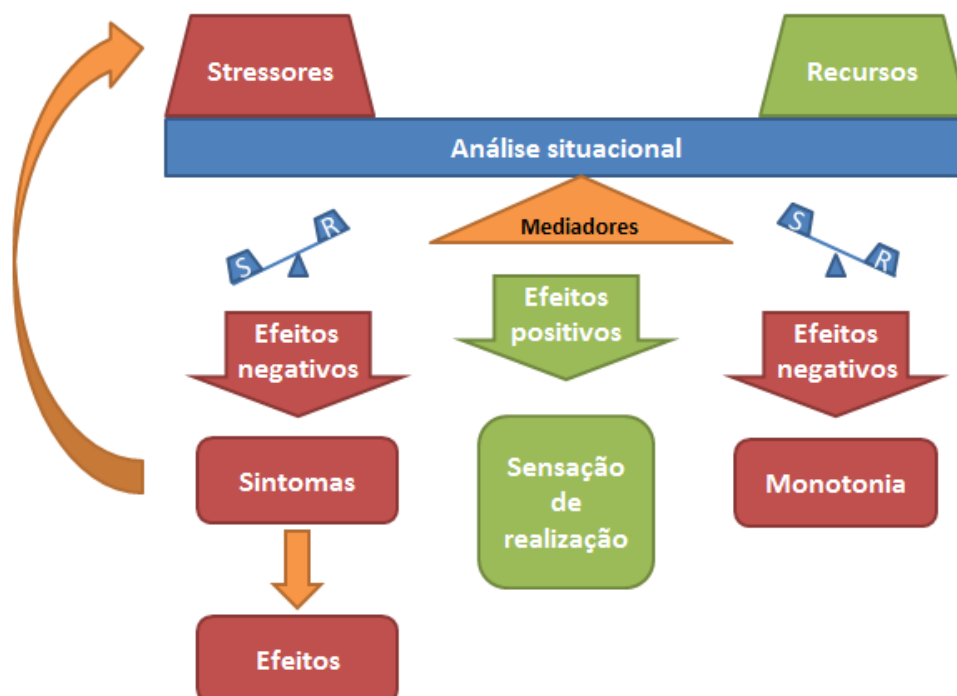 Stressores
Recursos
Análise situacional
Mediadores
R
S
S
R
Efeitos
negativos
Efeitos
positivos
Efeitos
negativos
Sintomas
Sensação
de
realização
Monotonia
Efeitos